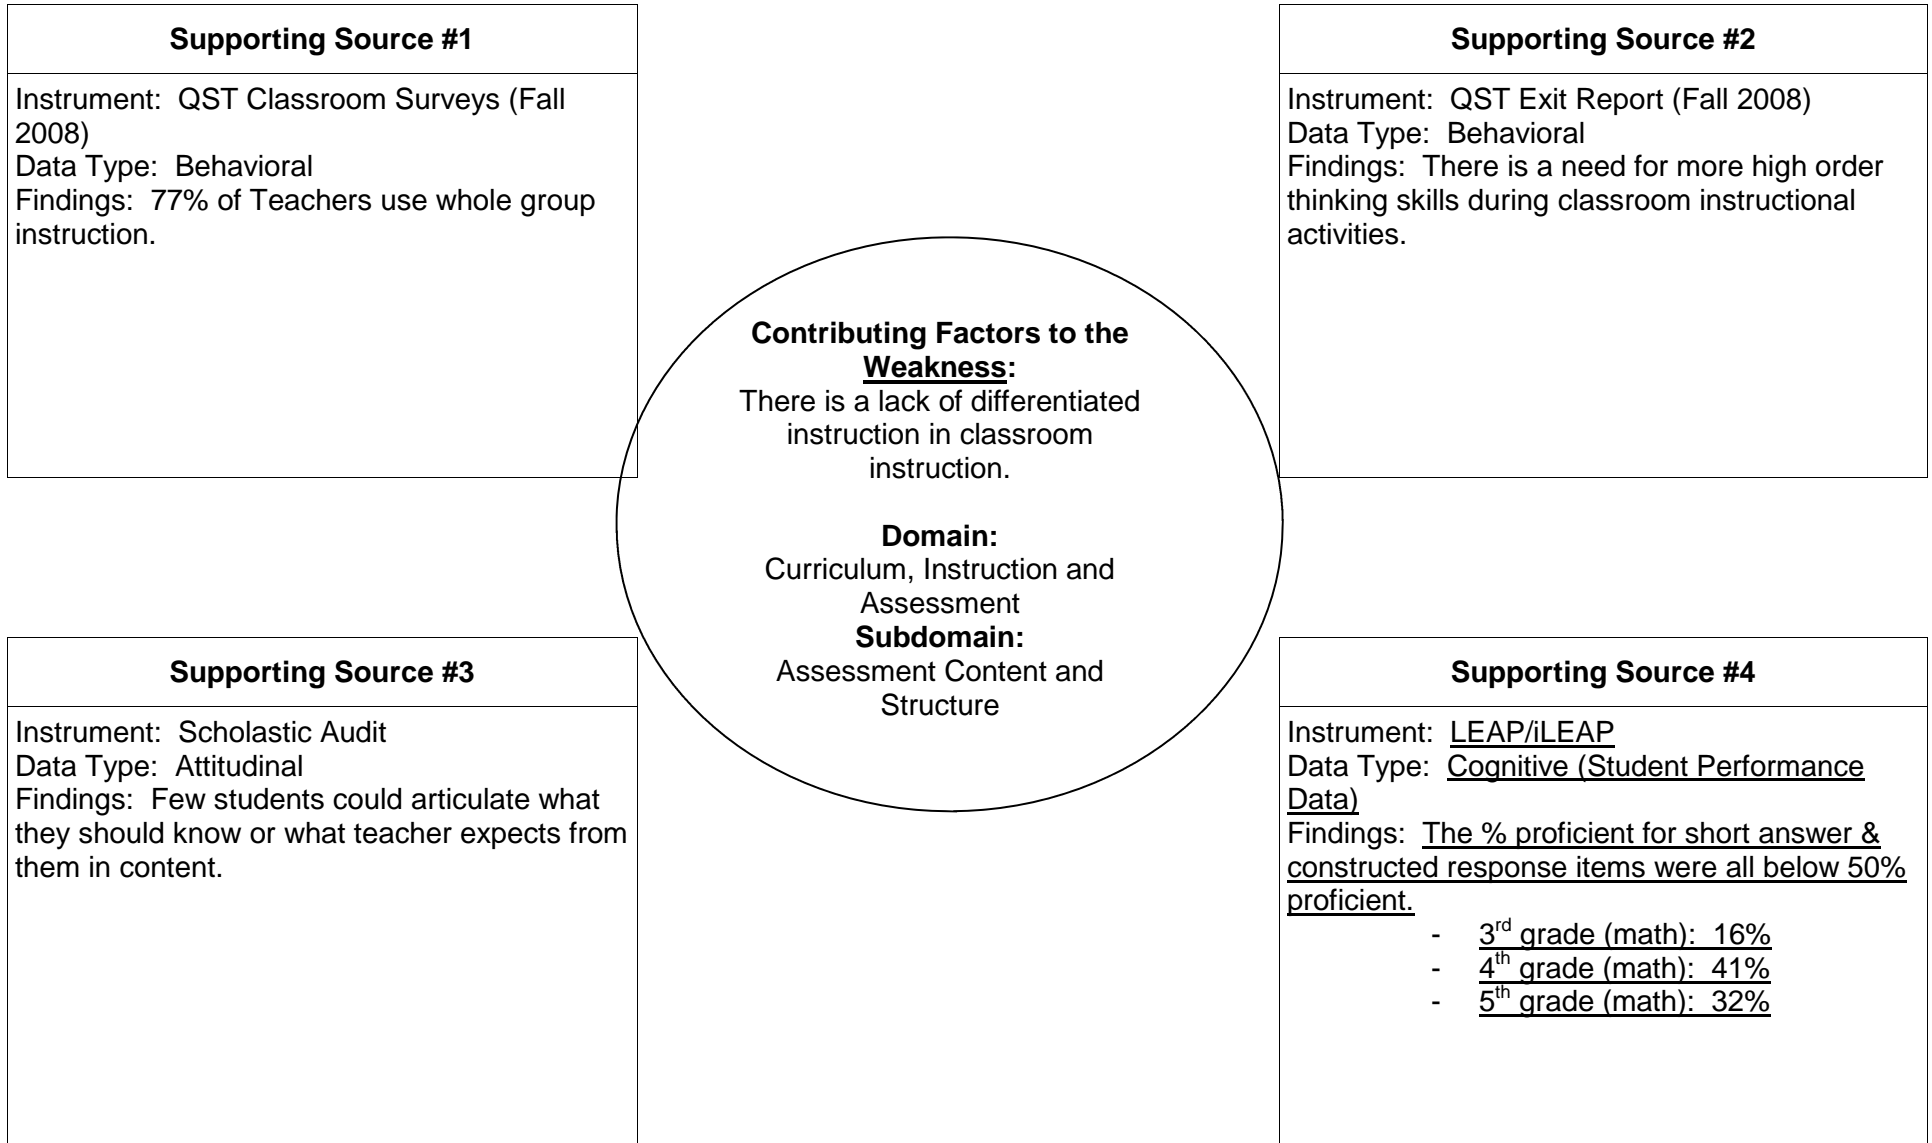 Supporting Source #1
Instrument: QST Classroom Surveys (Fall
2008)
Data Type: Behavioral
Findings: 77% of Teachers use whole group
instruction.
Supporting Source #2
Instrument: QST Exit Report (Fall 2008)
Data Type: Behavioral
Findings: There is a need for more high order
thinking skills during classroom instructional
activities.
Contributing Factors to the
Weakness:
There is a lack of differentiated
instruction in classroom
instruction.
Domain:
Curriculum, Instruction and
Assessment
Subdomain:
Assessment Content and
Structure
Supporting Source #3
Instrument: Scholastic Audit
Data Type: Attitudinal
Findings: Few students could articulate what
they should know or what teacher expects from
them in content.
Supporting Source #4
Instrument: LEAP/iLEAP
Data Type: Cognitive (Student Performance
Data)
Findings: The % proficient for short answer &
constructed response items were all below 50%
proficient.
- 3rd grade (math): 16%
- 4th grade (math): 41%
- 5th grade (math): 32%